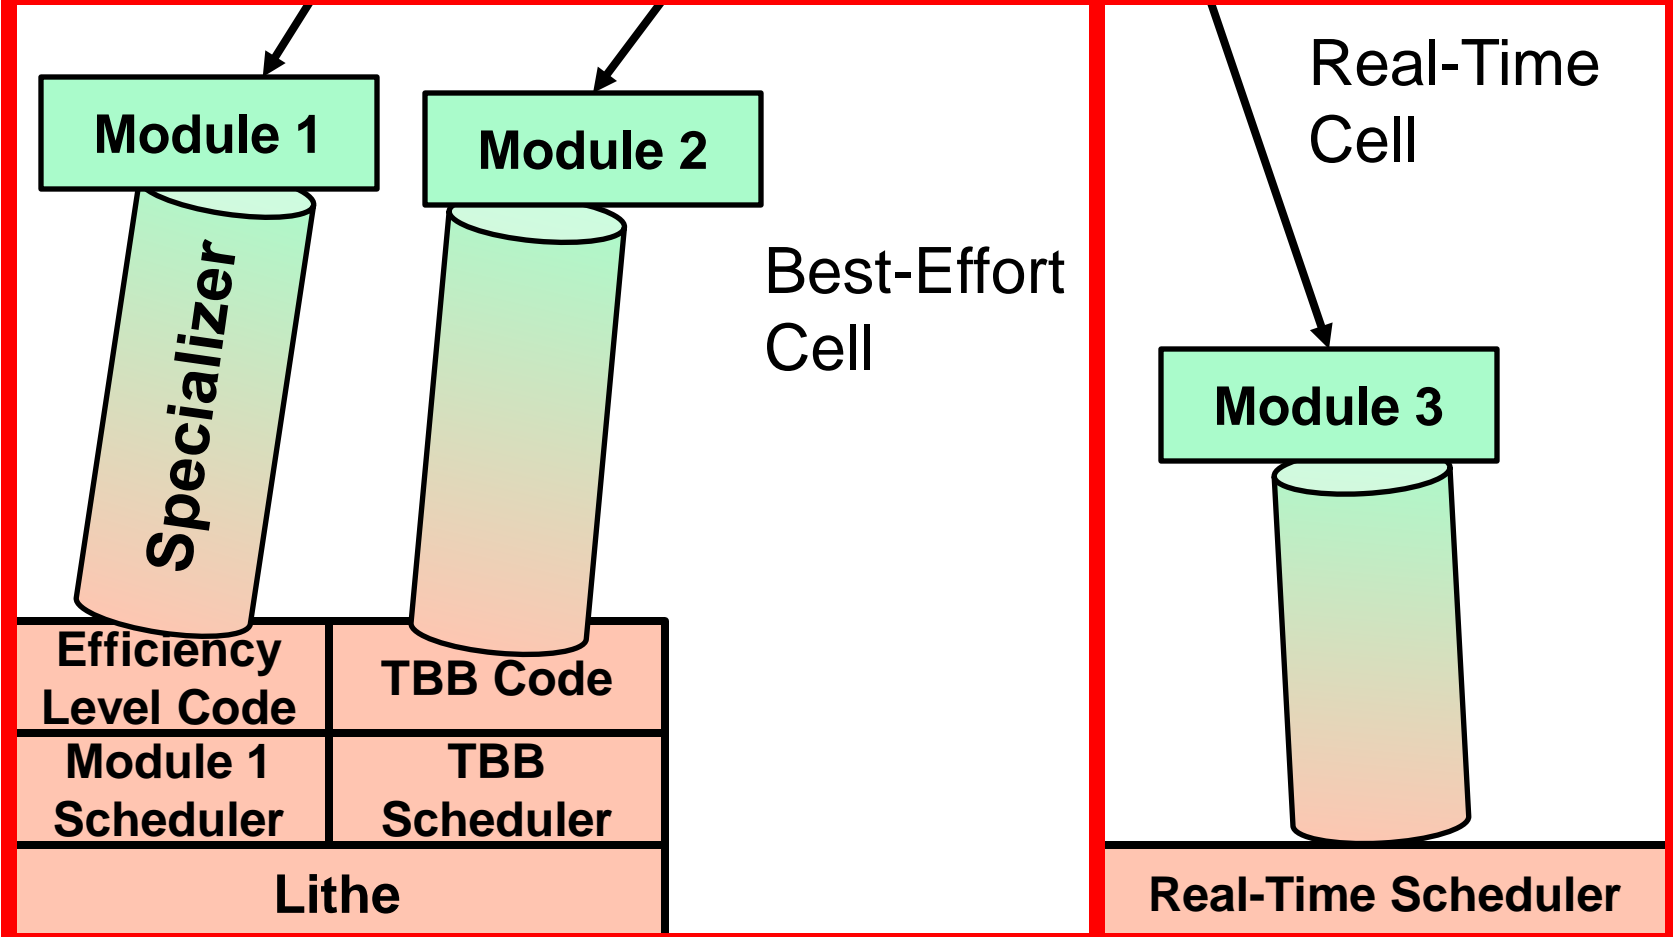 Module 1
Module 2
Specializer
Best-Effort
Cell
Efficiency
Level Code
TBB Code
Module 1
Scheduler
TBB
Scheduler
Lithe
Real-Time
Cell
Module 3
Real-Time Scheduler